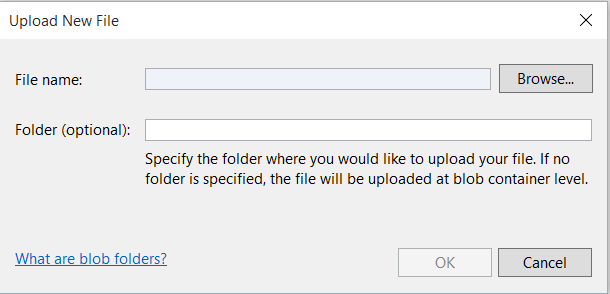 Upload New File
File name:
Browse...
Folder (optional):
Specify the folder where you would like to upload your file. If no
folder is specified, the file will be uploaded at blob container level.
What are blob folders?
OK
Cancel